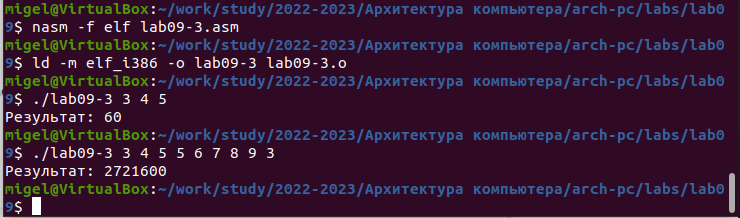 migel@VirtualBox:~/work/study/2022-2023/Архитектура компьютера/arch-pc/labs/lab0
9$ nasm -f elf lab09-3.asm
migel@VirtualBox:~/work/study/2022-2023/Архитектура компьютера/arch-pc/labs/lab0
9$ ld -m elf_i386 -o lab09-3 lab09-3.o
migel@VirtualBox:~/work/study/2022-2023/Архитектура компьютера/arch-pc/labs/lab0
9$ ./lab09-3 3 4 5
Результат: 60
migel@VirtualBox:~/work/study/2022-2023/Архитектура компьютера/arch-pc/labs/lab0
9$ ./lab09-3 3 4 5 5 6 7 8 9 3
Результат: 2721600
migel@VirtualBox:~/work/study/2022-2023/Архитектура компьютера/arch-pc/labs/lab0
9$